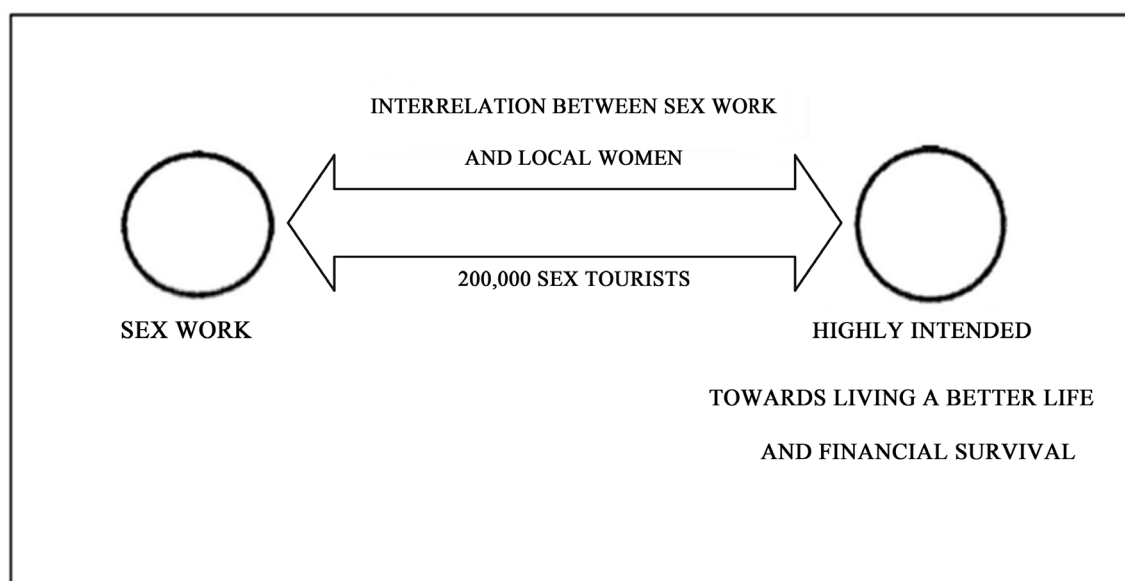 INTERRELATION BETWEEN SEX WORK
AND LOCAL WOMEN
200,000 SEX TOURISTS
SEX WORK
HIGHLY INTENDED
TOWARDS LIVING A BETTER LIFE
AND FINANCIAL SURVIVAL